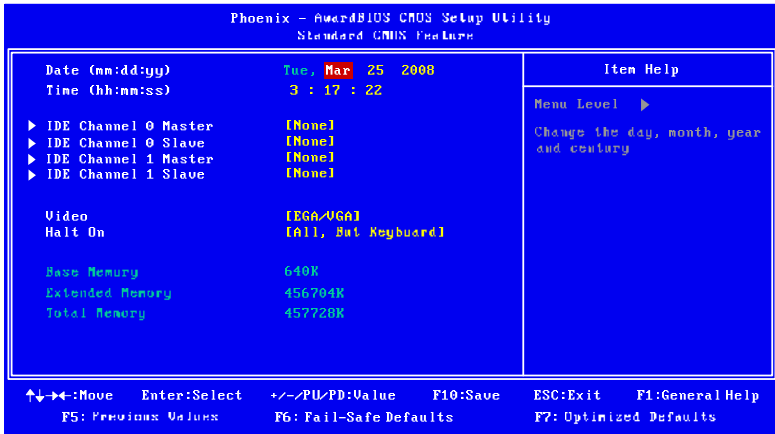 Phoenix - AwardBIOS CMOS Setup Utility
Standard CMOS Feature
Date (mm:dd:yy) Tue, Mar 25 2008
Time (hh:mm:ss) 3 : 17 : 22
IDE Channel 0 Master [None]
IDE Channel 0 Slave [None]
IDE Channel 1 Master [None]
IDE Channel 1 Slave [None]
Video [EGA/VGA]
Halt On [All, But Keyboard]
Base Memory 640K
Extended Memory 456704K
Total Memory 457728K
Item Help
Menu Level
Change the day, month, year
and century
:Move Enter:Select +/-/PU/PD:Value F10:Save ESC:Exit F1:General Help
F5: Previous Values F6: Fail-Safe Defaults F7: Optimized Defaults